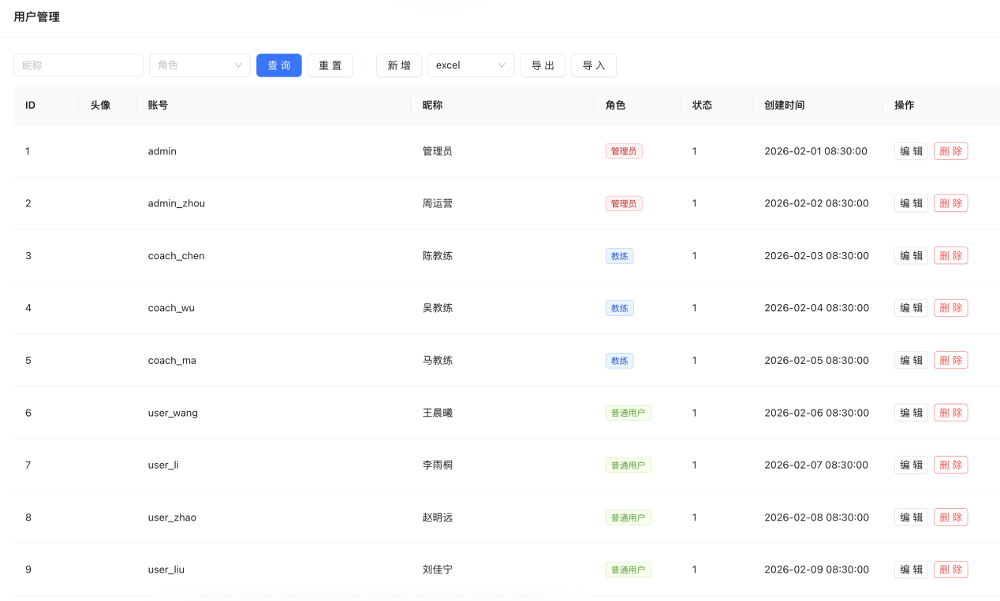 用户管理
昵称 角色 查询 重置 新增 excel 导出 导入
ID 头像 账号 昵称 角色 状态 创建时间 操作
1 admin 管理员 管理员 1 2026-02-01 08:30:00 编辑 删除
2 admin_zhou 周运营 管理员 1 2026-02-02 08:30:00 编辑 删除
3 coach_chen 陈教练 教练 1 2026-02-03 08:30:00 编辑 删除
4 coach_wu 吴教练 教练 1 2026-02-04 08:30:00 编辑 删除
5 coach_ma 马教练 教练 1 2026-02-05 08:30:00 编辑 删除
6 user_wang 王晨曦 普通用户 1 2026-02-06 08:30:00 编辑 删除
7 user_li 李雨桐 普通用户 1 2026-02-07 08:30:00 编辑 删除
8 user_zhao 赵明远 普通用户 1 2026-02-08 08:30:00 编辑 删除
9 user_liu 刘佳宁 普通用户 1 2026-02-09 08:30:00 编辑 删除